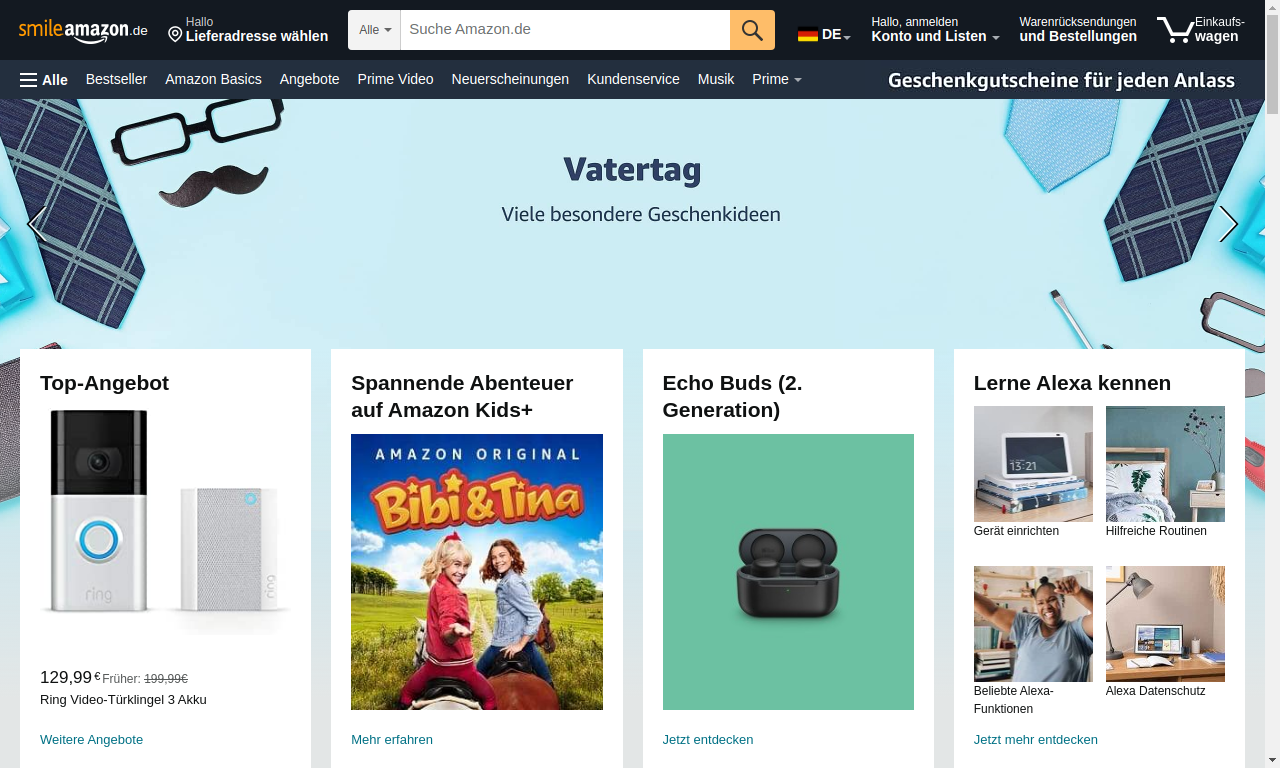 smileamazon.de
Hallo
Lieferadresse wählen
Alle
Suche Amazon.de
DE
Hallo, anmelden
Konto und Listen
Warenrücksendungen
und Bestellungen
Einkaufs-
wagen
Alle
Bestseller
Amazon Basics
Angebote
Prime Video
Neuerscheinungen
Kundenservice
Musik
Prime
Geschenkgutscheine für jeden Anlass
Vatertag
Viele besondere Geschenkideen
Top-Angebot
ring
ring
129,99€ Früher: 199,99€
Ring Video-Türklingel 3 Akku
Weitere Angebote
Spannende Abenteuer
auf Amazon Kids+
AMAZON ORIGINAL
Bibi & Tina
Mehr erfahren
Echo Buds (2.
Generation)
Jetzt entdecken
Lerne Alexa kennen
13:21
Gerät einrichten
Hilfreiche Routinen
Beliebte Alexa-
Funktionen
Alexa Datenschutz
Jetzt mehr entdecken